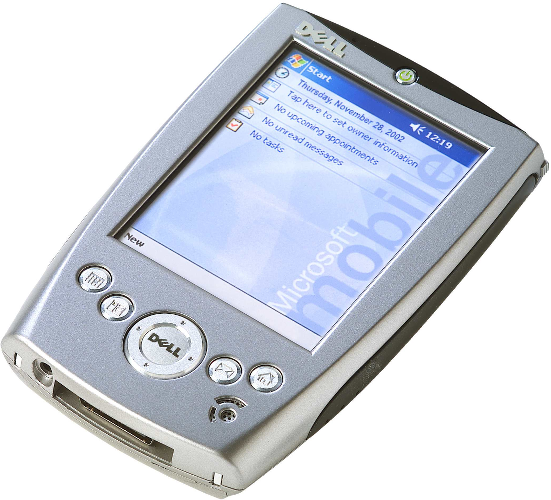 DELL
Start
12:19
Thursday, November 28, 2002
Tap here to set owner information
No upcoming appointments
No unread messages
No tasks
Microsoft
mobile
New
DELL